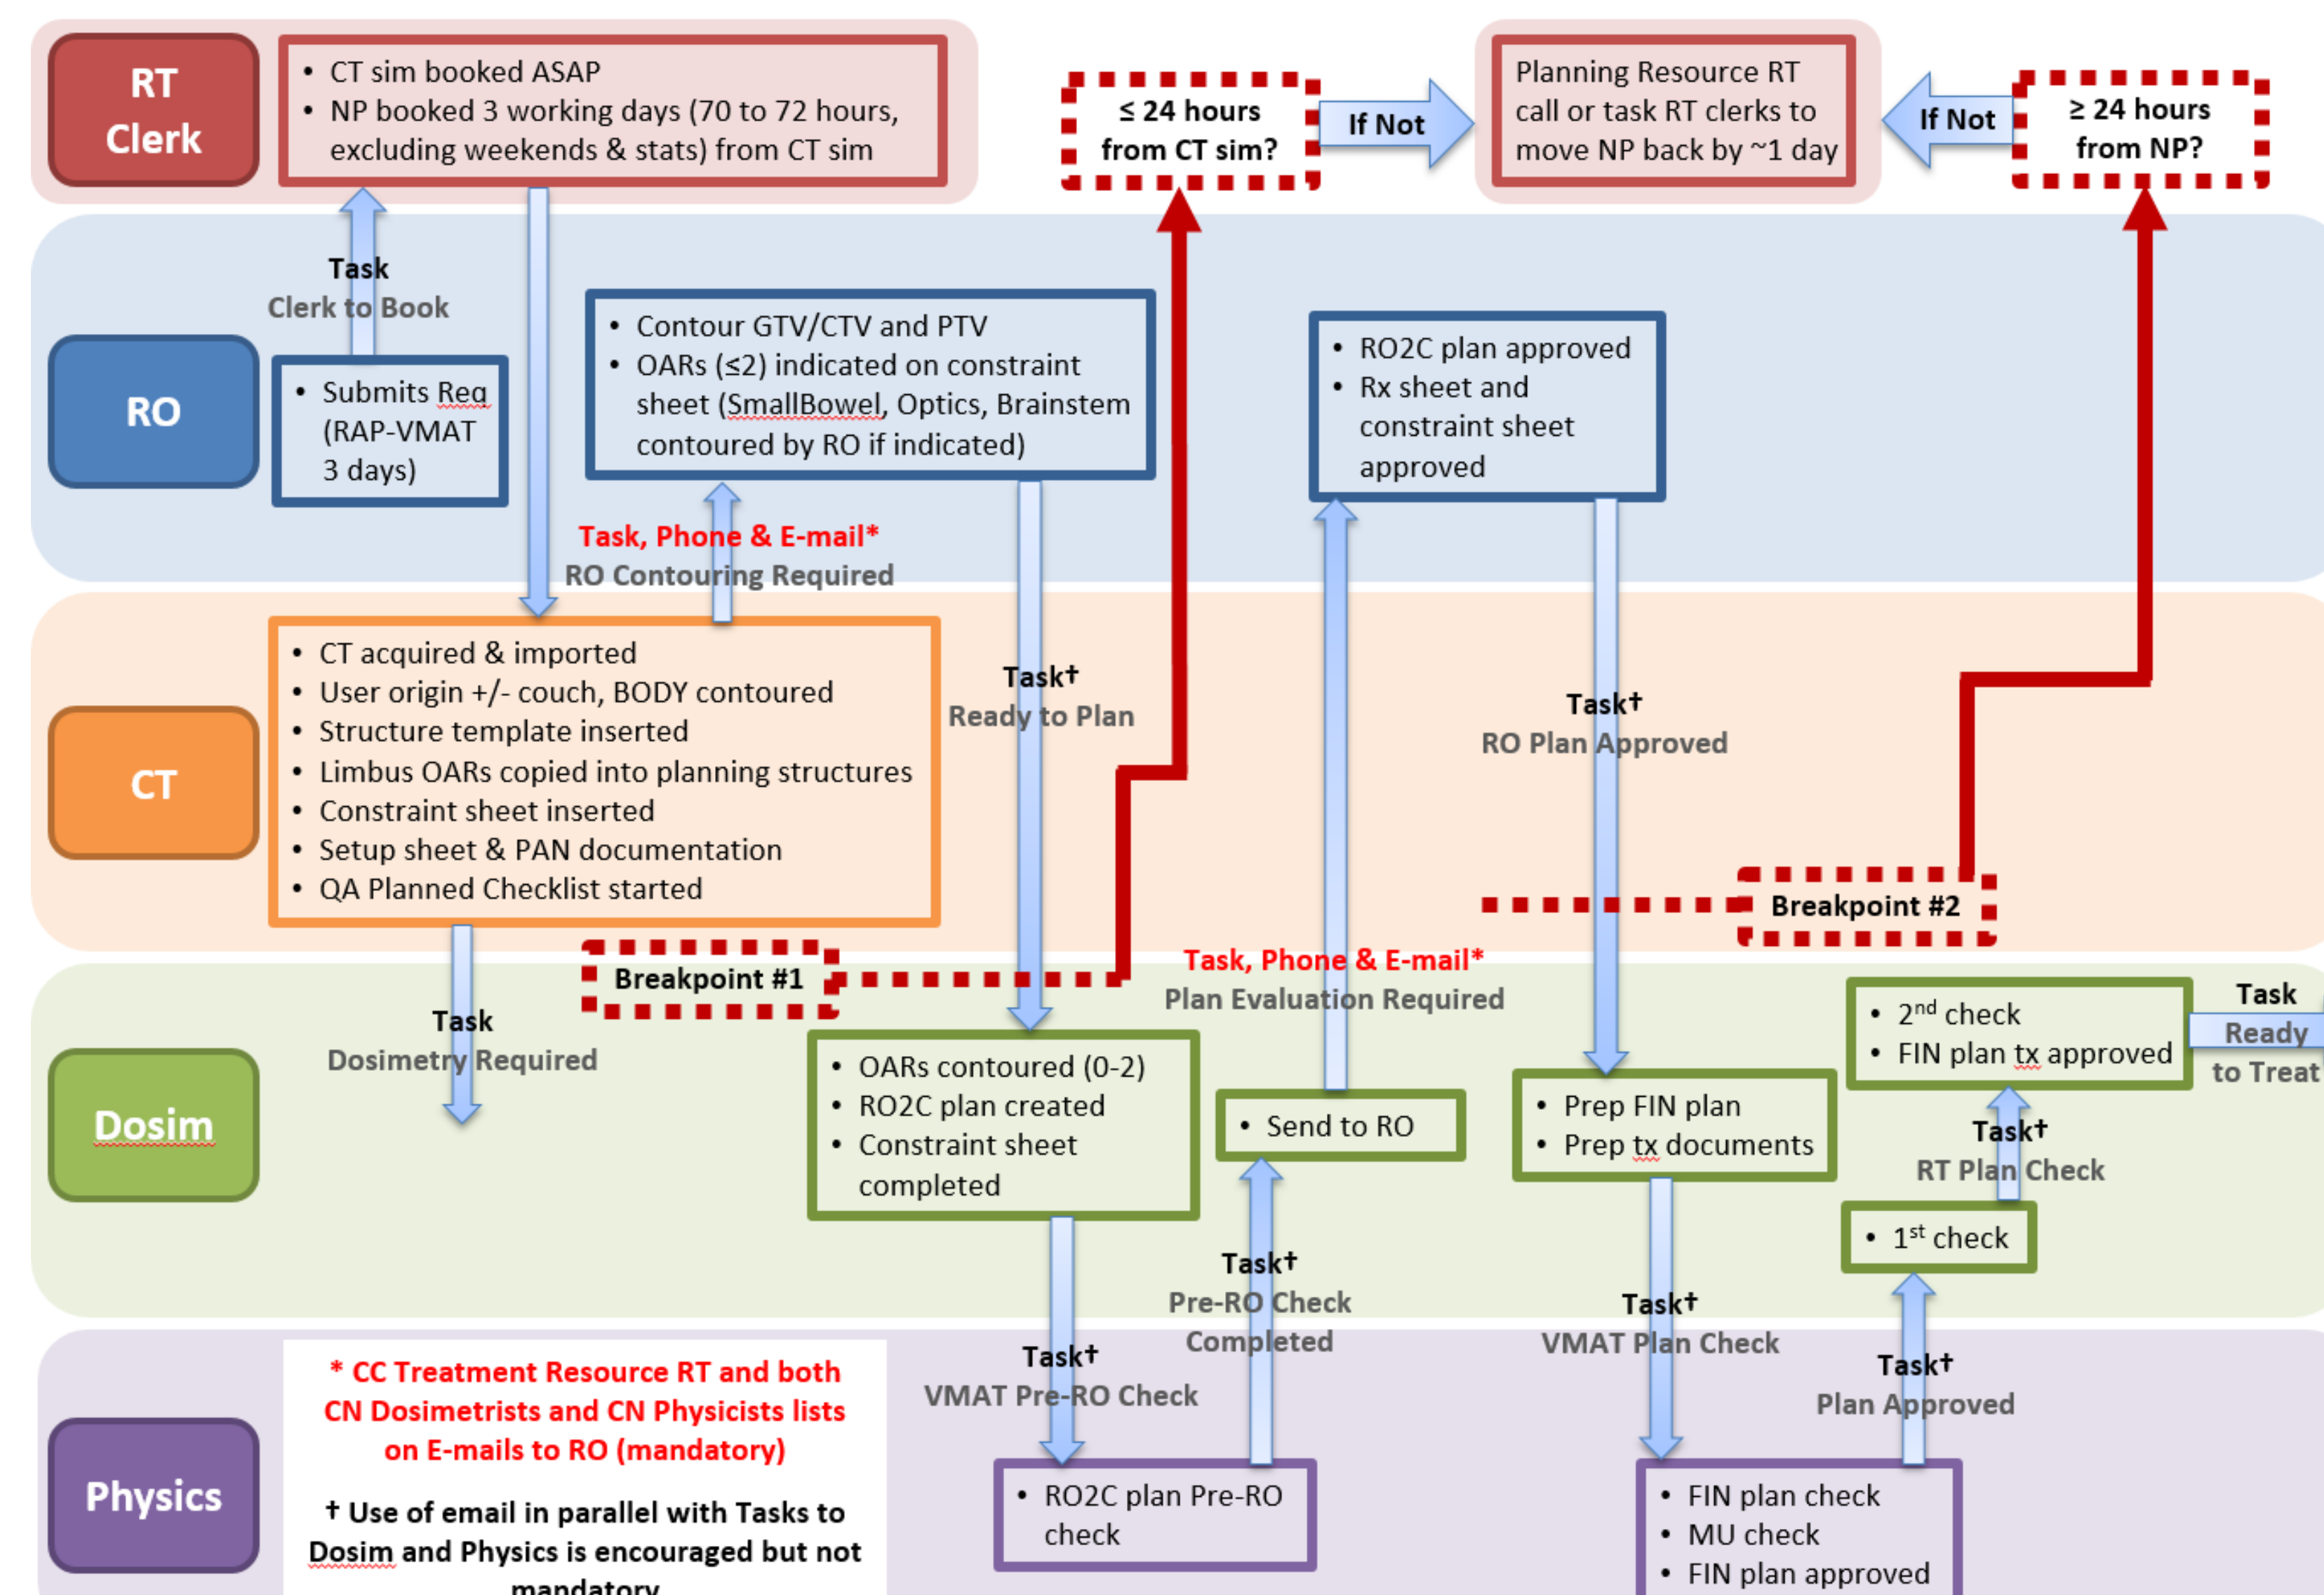 RT
Clerk
• CT sim booked ASAP
• NP booked 3 working days (70 to 72 hours,
excluding weekends & stats) from CT sim
≤ 24 hours
from CT sim?
If Not
Planning Resource RT
call or task RT clerks to
move NP back by ~1 day
If Not
≥ 24 hours
from NP?
Task
Clerk to Book
RO
• Submits Req
(RAP-VMAT
3 days)
• Contour GTV/CTV and PTV
• OARs (≤2) indicated on constraint
sheet (SmallBowel, Optics, Brainstem
contoured by RO if indicated)
• RO2C plan approved
• Rx sheet and
constraint sheet
approved
Task, Phone & E-mail*
RO Contouring Required
CT
• CT acquired & imported
• User origin +/- couch, BODY contoured
• Structure template inserted
• Limbus OARs copied into planning structures
• Constraint sheet inserted
• Setup sheet & PAN documentation
• QA Planned Checklist started
Task†
Ready to Plan
Task†
RO Plan Approved
Breakpoint #2
Breakpoint #1
Task, Phone & E-mail*
Plan Evaluation Required
Task
Dosimetry Required
Dosim
• OARs contoured (0-2)
• RO2C plan created
• Constraint sheet
completed
• Send to RO
• Prep FIN plan
• Prep tx documents
• 2nd check
• FIN plan tx approved
Task
Ready
to Treat
Task†
RT Plan Check
• 1st check
Task†
Pre-RO Check
Completed
Task†
VMAT Pre-RO Check
Task†
VMAT Plan Check
Task†
Plan Approved
Physics
* CC Treatment Resource RT and both
CN Dosimetrists and CN Physicists lists
on E-mails to RO (mandatory)
† Use of email in parallel with Tasks to
Dosim and Physics is encouraged but not
mandatory
• RO2C plan Pre-RO
check
• FIN plan check
• MU check
• FIN plan approved